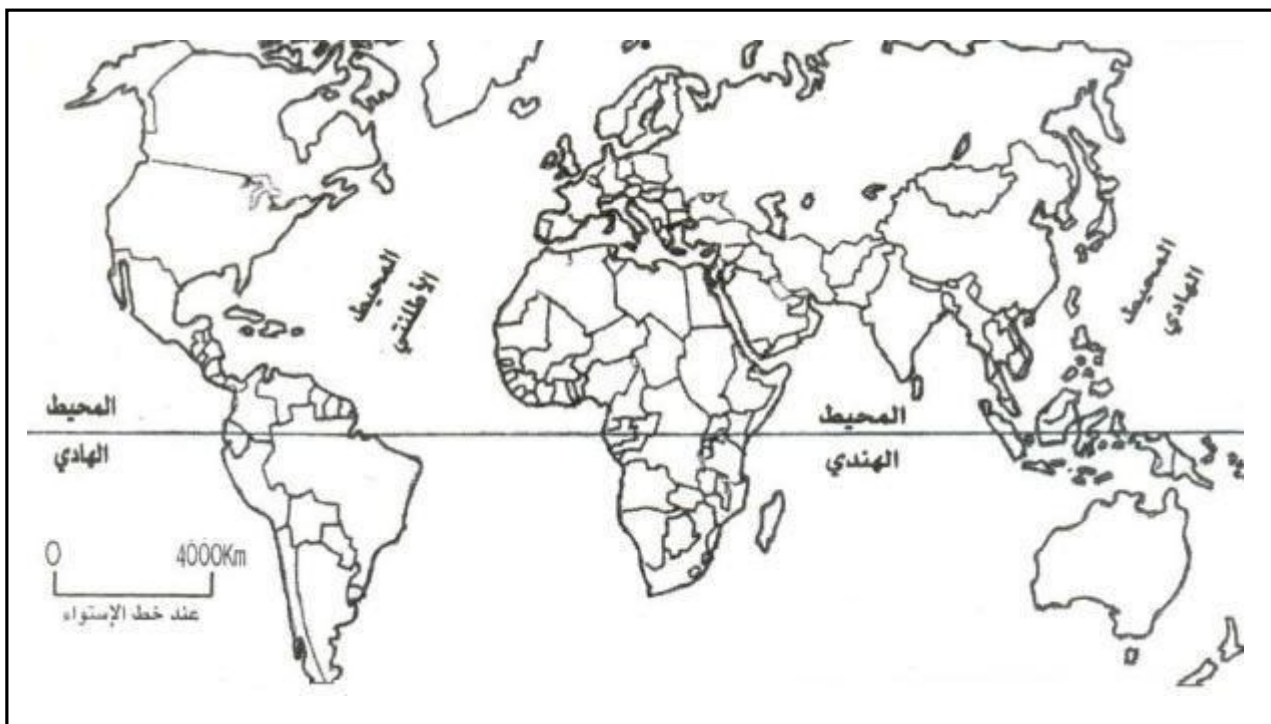 المحيط
الأطلنتي
المحيط
الهادي
المحيط
الهادي
المحيط
الهندي
0 4000Km
عند خط الإستواء